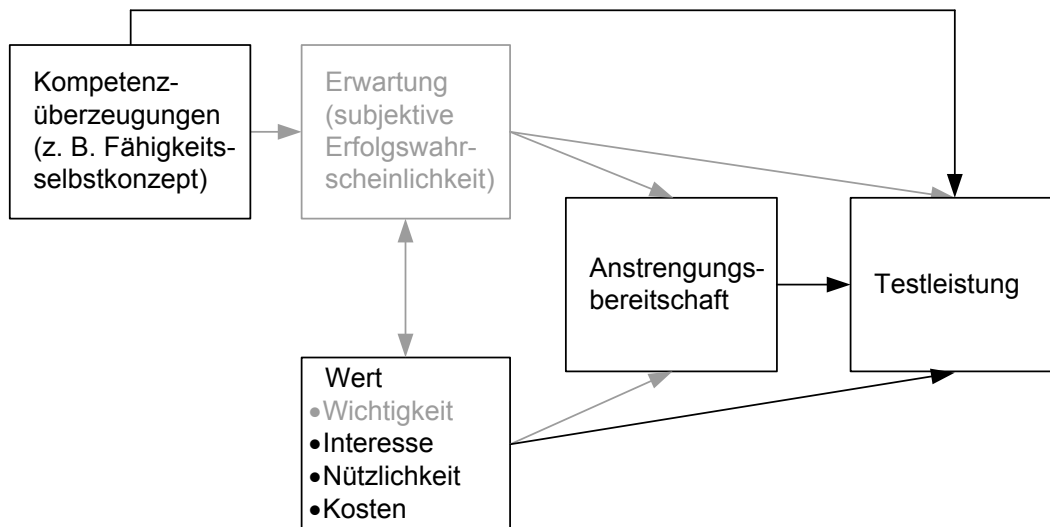 Kompetenz-
überzeugungen
(z. B. Fähigkeits-
selbstkonzept)
Erwartung
(subjektive
Erfolgswahr-
scheinlichkeit)
Anstrengungs-
bereitschaft
Testleistung
Wert
•Wichtigkeit
•Interesse
•Nützlichkeit
•Kosten